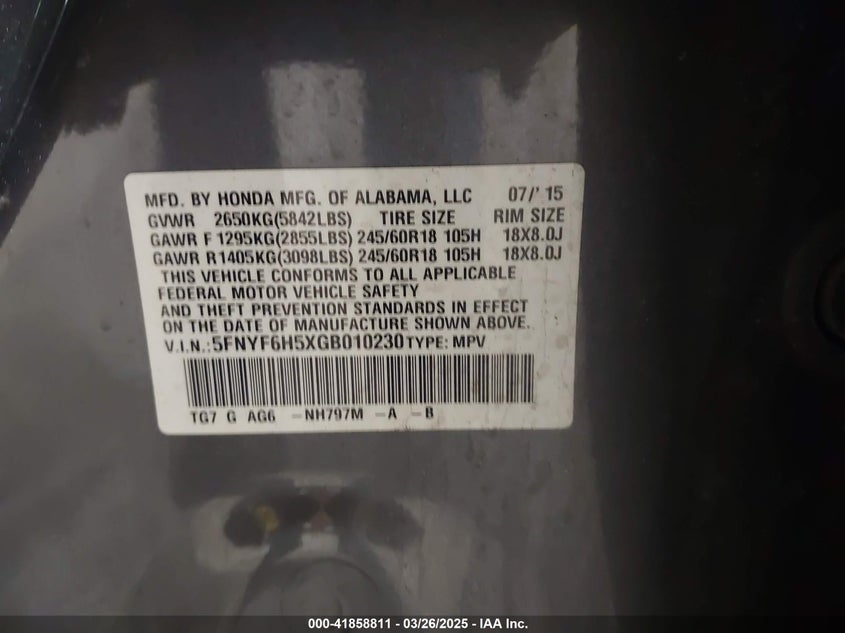 MFD. BY HONDA MFG. OF ALABAMA, LLC 07/' 15
GVWR 2650KG(5842LBS) TIRE SIZE RIM SIZE
GAWR F 1295KG(2855LBS) 245/60R18 105H 18X8.0J
GAWR R1405KG(3098LBS) 245/60R18 105H 18X8.0J
THIS VEHICLE CONFORMS TO ALL APPLICABLE
FEDERAL MOTOR VEHICLE SAFETY
AND THEFT PREVENTION STANDARDS IN EFFECT
ON THE DATE OF MANUFACTURE SHOWN ABOVE.
V.I.N.:5FNYF6H5XGB010230TYPE: MPV
TG7 G AG6 –NH797M –A –B
000-41858811 - 03/26/2025 - IAA Inc.